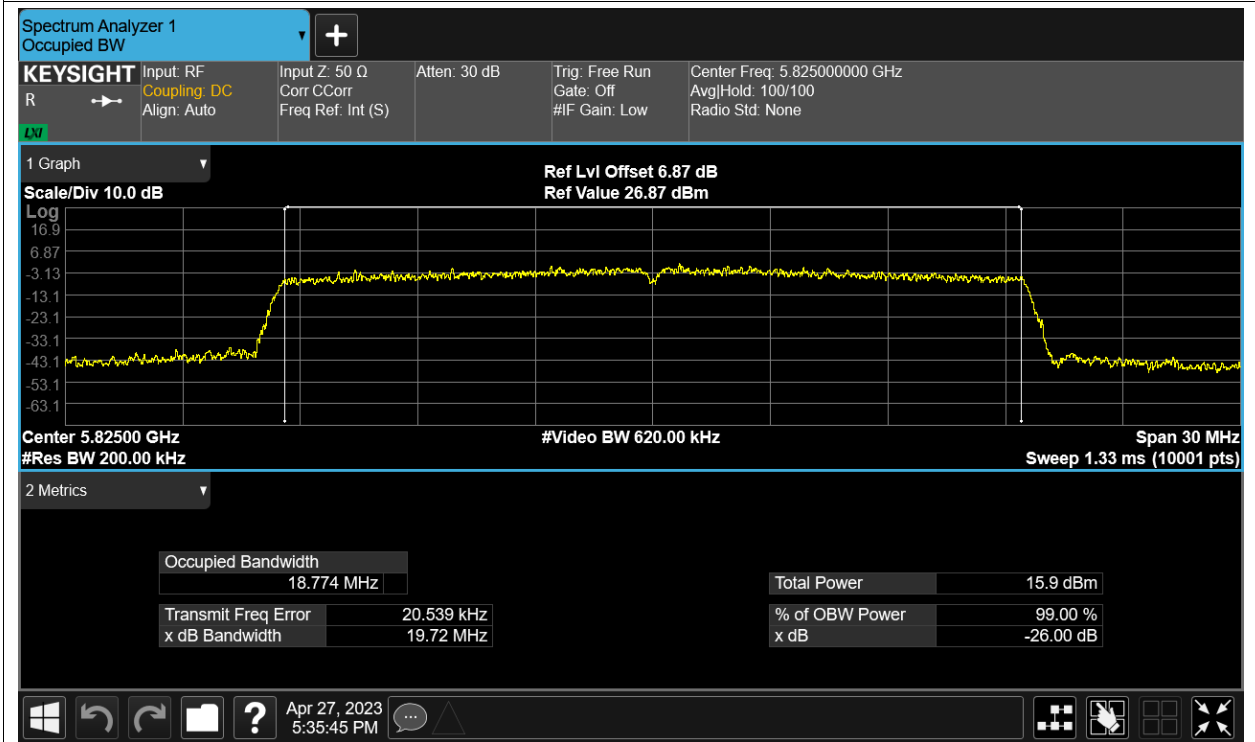 Spectrum Analyzer 1
Occupied BW
+
KEYSIGHT Input: RF Input Z: 50 Ω Atten: 30 dB Trig: Free Run Center Freq: 5.825000000 GHz
R Coupling: DC Corr CCorr Gate: Off Avg|Hold: 100/100
Align: Auto Freq Ref: Int (S) #IF Gain: Low Radio Std: None
LXI
1 Graph
Ref Lvl Offset 6.87 dB
Scale/Div 10.0 dB Ref Value 26.87 dBm
Log
16.9
6.87
-3.13
-13.1
-23.1
-33.1
-43.1
-53.1
-63.1
Center 5.82500 GHz #Video BW 620.00 kHz Span 30 MHz
#Res BW 200.00 kHz Sweep 1.33 ms (10001 pts)
2 Metrics
Occupied Bandwidth
18.774 MHz Total Power 15.9 dBm
Transmit Freq Error 20.539 kHz % of OBW Power 99.00 %
x dB Bandwidth 19.72 MHz x dB -26.00 dB
? Apr 27, 2023
5:35:45 PM